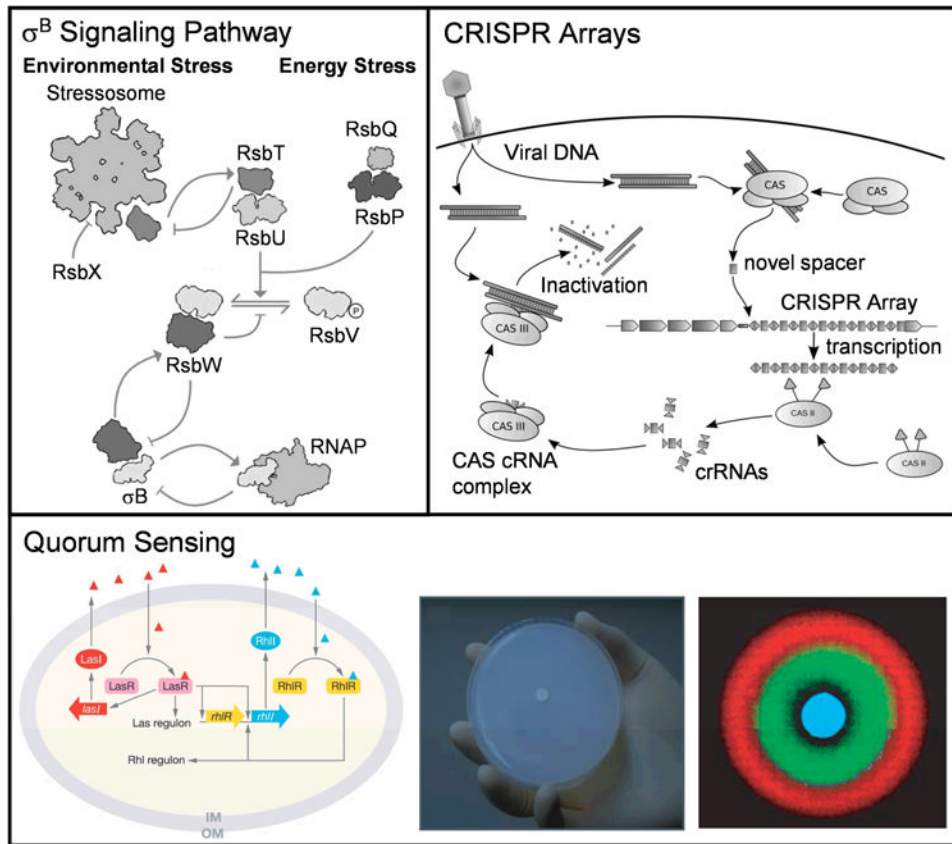 σB Signaling Pathway
Environmental Stress
Energy Stress
Stressosome
RsbQ
RsbT
RsbP
RsbU
RsbX
P
RsbV
RsbW
RNAP
σB
CRISPR Arrays
Viral DNA
CAS
CAS
novel spacer
Inactivation
CRISPR Array
CAS III
transcription
CAS II
CAS III
CAS cRNA
complex
crRNAs
CAS II
Quorum Sensing
LasI
RhlI
LasR
LasR
RhlR
RhlR
lasI
rhlR
rhlI
Las regulon
Rhl regulon
IM
OM